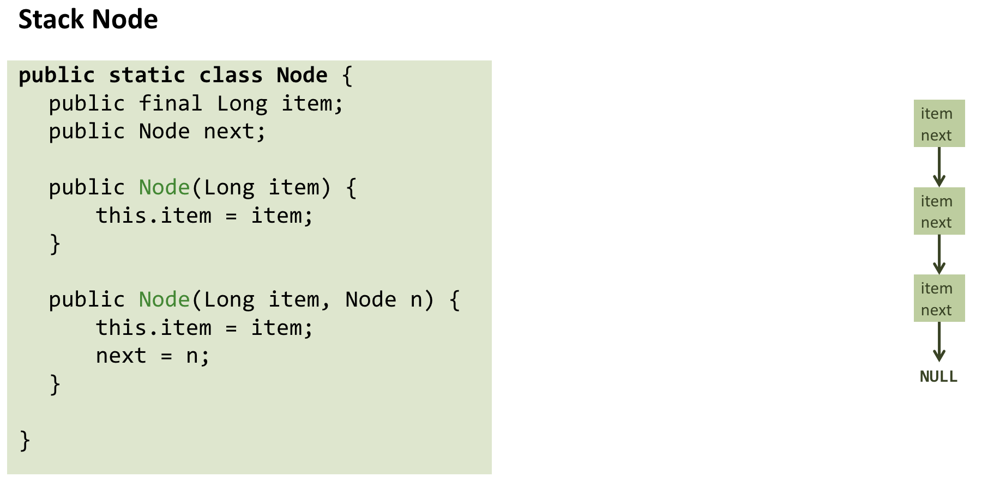 Stack Node
public static class Node {
public final Long item;
public Node next;
public Node(Long item) {
this.item = item;
}
public Node(Long item, Node n) {
this.item = item;
next = n;
}
}
item
next
item
next
item
next
NULL